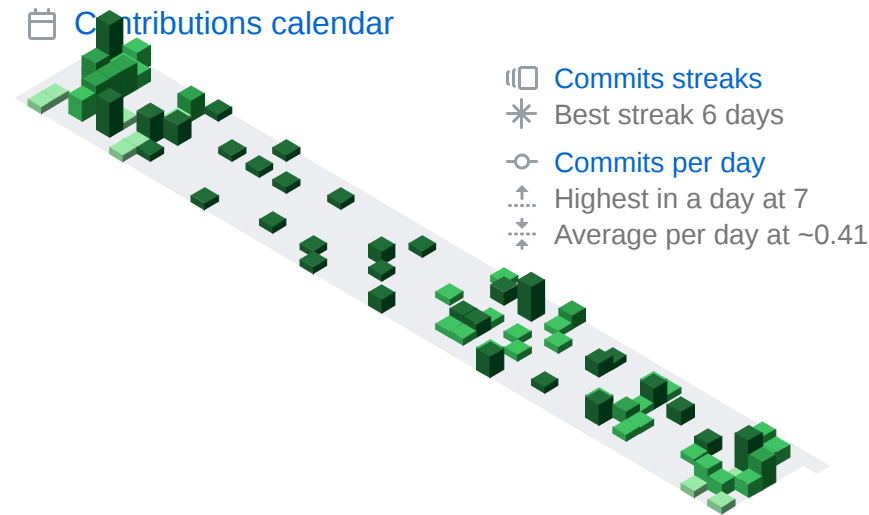 Contributions calendar
Commits streaks
Best streak 6 days
Commits per day
Highest in a day at 7
Average per day at ~0.41